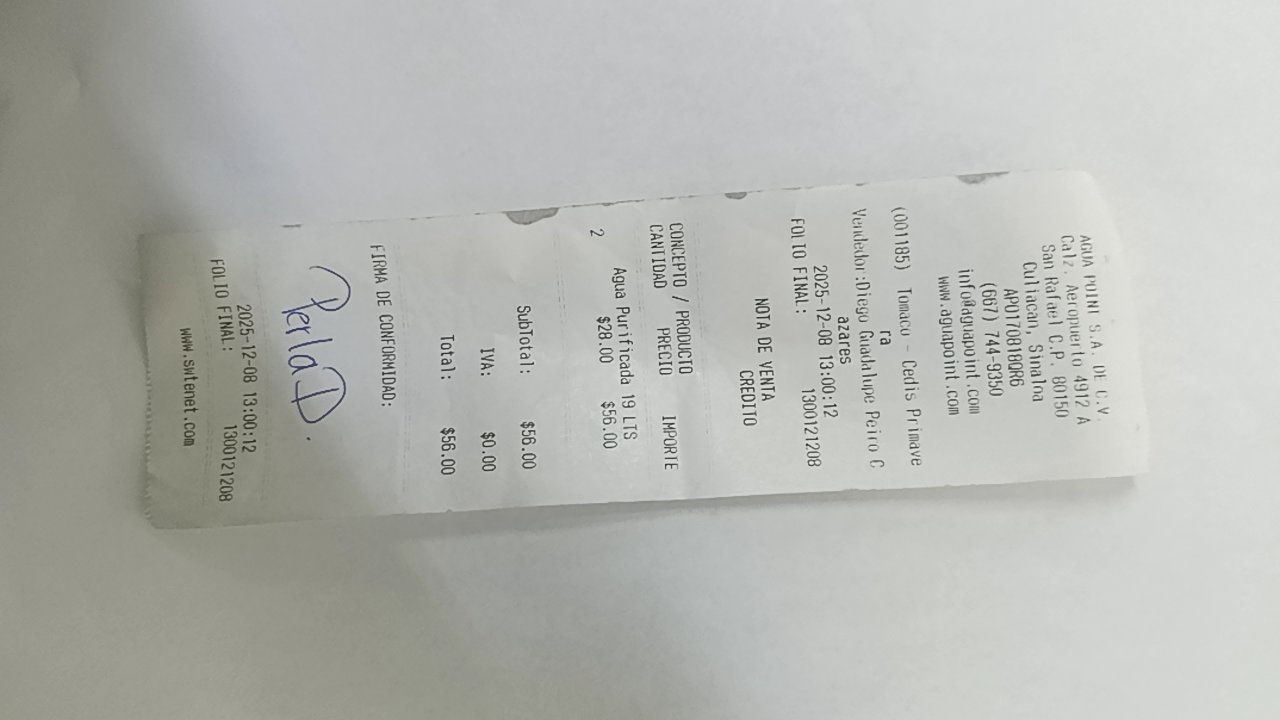 AGUA POINT S.A. DE C.V.
Calz. Aeropuerto 4912 A
San Rafael C.P. 80150
Culiacan, Sinaloa
APO170818Q86
(667) 744-9350
info@aguapoint.com
www.aguapoint.com
(001185) Tomacu - Cedis Primave
ra
Vendedor:Diego Guadalupe Peiro C
azares
2025-12-08 13:00:12
FOLIO FINAL: 1300121208
NOTA DE VENTA
CREDITO
CONCEPTO / PRODUCTO
CANTIDAD PRECIO IMPORTE
Agua Purificada 19 LTS
2 $28.00 $56.00
SubTotal: $56.00
IVA: $0.00
Total: $56.00
FIRMA DE CONFORMIDAD:
Perla D.
2025-12-08 13:00:12
FOLIO FINAL: 1300121208
www.swtenet.com